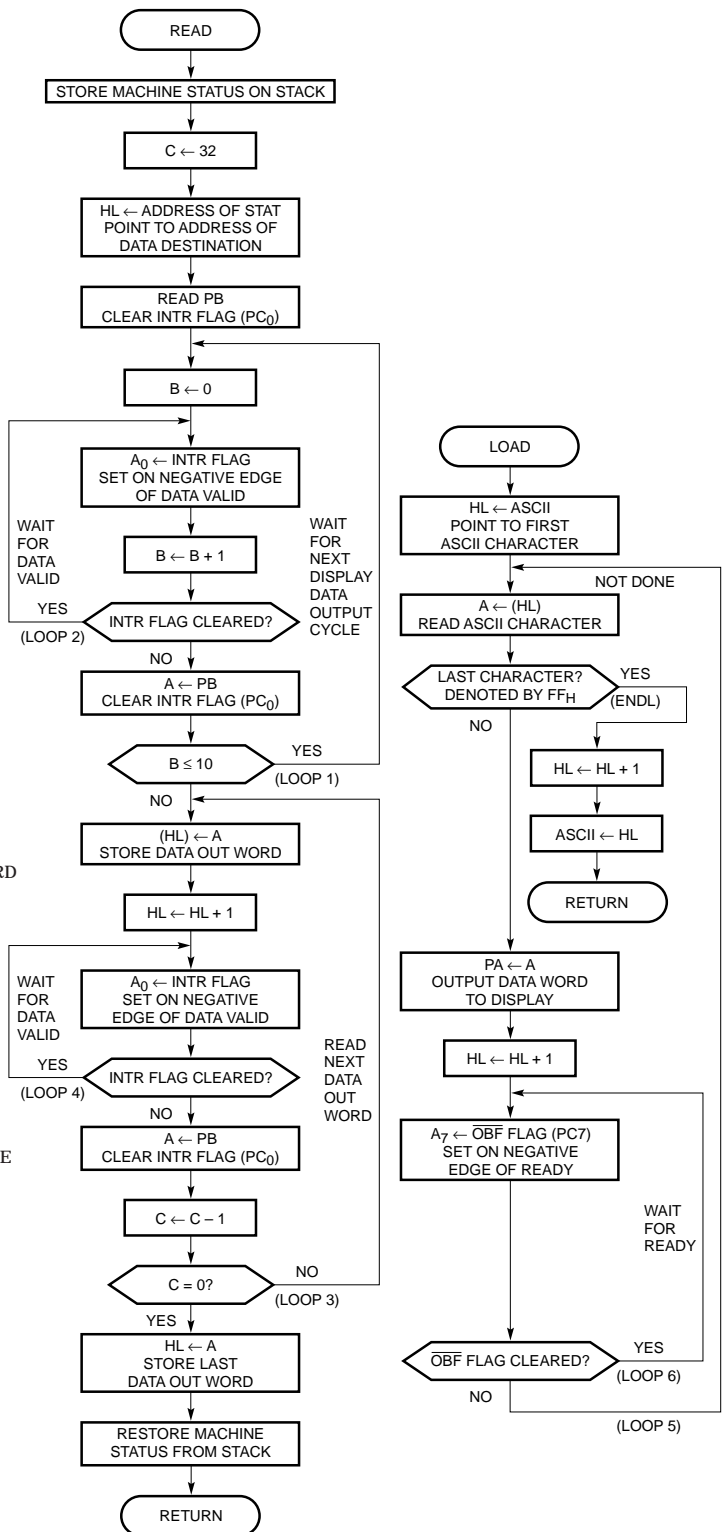 READ
STORE MACHINE STATUS ON STACK
C ← 32
HL ← ADDRESS OF STAT
POINT TO ADDRESS OF
DATA DESTINATION
READ PB
CLEAR INTR FLAG (PC0)
B ← 0
A0 ← INTR FLAG
SET ON NEGATIVE EDGE
OF DATA VALID
WAIT
FOR
DATA
VALID
WAIT
FOR
NEXT
DISPLAY
DATA
OUTPUT
CYCLE
B ← B + 1
YES
(LOOP 2)
INTR FLAG CLEARED?
NO
A ← PB
CLEAR INTR FLAG (PC0)
B ≤ 10
YES
(LOOP 1)
NO
(HL) ← A
STORE DATA OUT WORD
RD
HL ← HL + 1
A0 ← INTR FLAG
SET ON NEGATIVE
EDGE OF DATA VALID
WAIT
FOR
DATA
VALID
READ
NEXT
DATA
OUT
WORD
YES
(LOOP 4)
INTR FLAG CLEARED?
NO
A ← PB
CLEAR INTR FLAG (PC0)
E
C ← C – 1
C = 0?
NO
(LOOP 3)
YES
HL ← A
STORE LAST
DATA OUT WORD
RESTORE MACHINE
STATUS FROM STACK
RETURN
LOAD
HL ← ASCII
POINT TO FIRST
ASCII CHARACTER
NOT DONE
A ← (HL)
READ ASCII CHARACTER
LAST CHARACTER?
DENOTED BY FFH
YES
(ENDL)
NO
HL ← HL + 1
ASCII ← HL
RETURN
PA ← A
OUTPUT DATA WORD
TO DISPLAY
HL ← HL + 1
A7 ← O̅B̅F̅ FLAG (PC7)
SET ON NEGATIVE
EDGE OF READY
WAIT
FOR
READY
O̅B̅F̅ FLAG CLEARED?
YES
(LOOP 6)
NO
(LOOP 5)